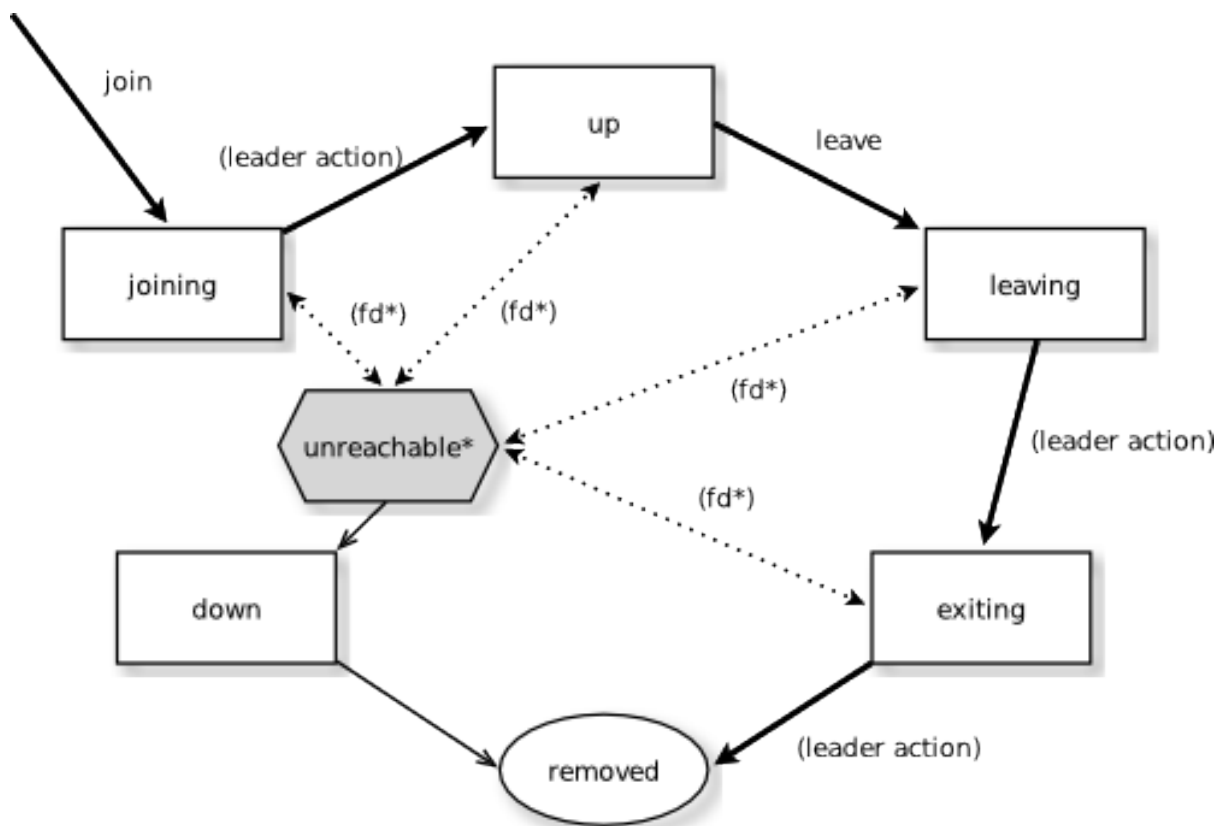 join
up
(leader action)
leave
joining
leaving
(fd*)
(fd*)
(fd*)
unreachable*
(leader action)
(fd*)
down
exiting
(leader action)
removed